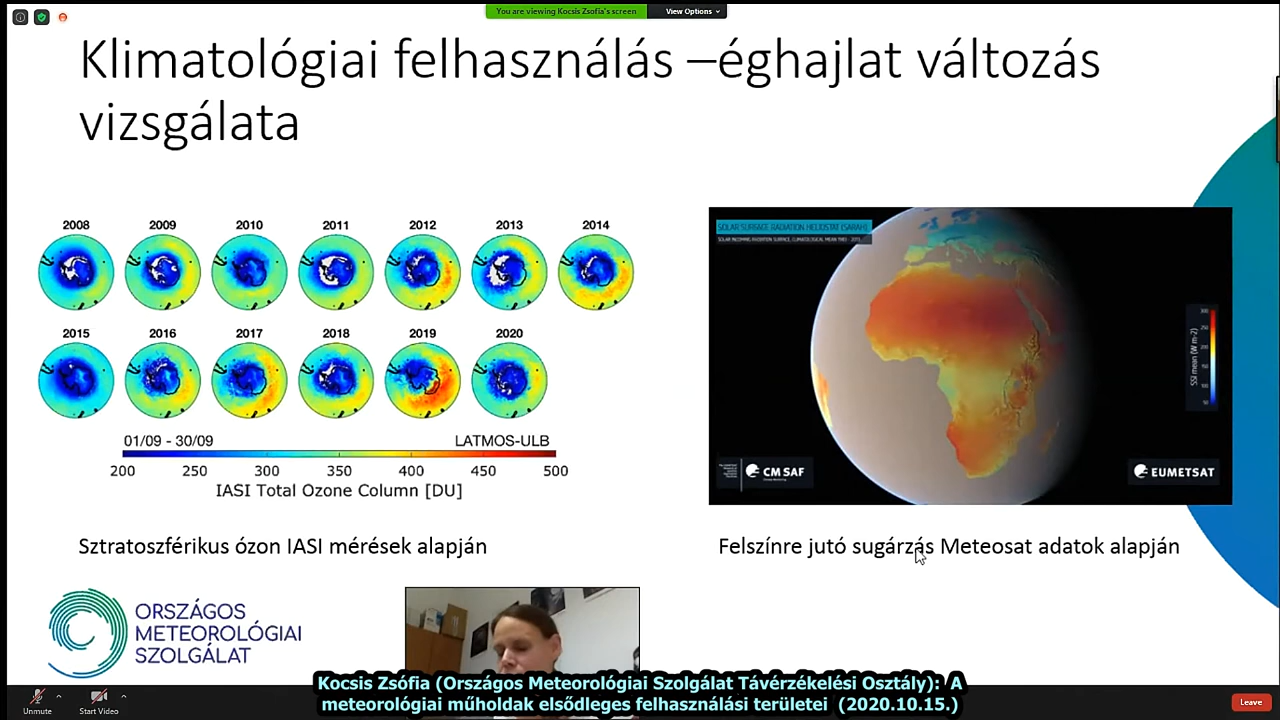 You are viewing Kocsis Zsofia's screen
View Options
Klimatológiai felhasználás –éghajlat változás
vizsgálata
2008 2009 2010 2011 2012 2013 2014
2015 2016 2017 2018 2019 2020
01/09 - 30/09 LATMOS-ULB
200 250 300 350 400 450 500
IASI Total Ozone Column [DU]
SOLAR SURFACE RADIATION HELIOSTAT (SARAH)
SSI mean (W m-2)
CM SAF
EUMETSAT
Sztratoszférikus ózon IASI mérések alapján
Felszínre jutó sugárzás Meteosat adatok alapján
ORSZÁGOS
METEOROLÓGIAI
SZOLGÁLAT
Kocsis Zsófia (Országos Meteorológiai Szolgálat Távérzékelési Osztály): A
meteorológiai műholdak elsődleges felhasználási területei (2020.10.15.)
Unmute
Start Video
Leave